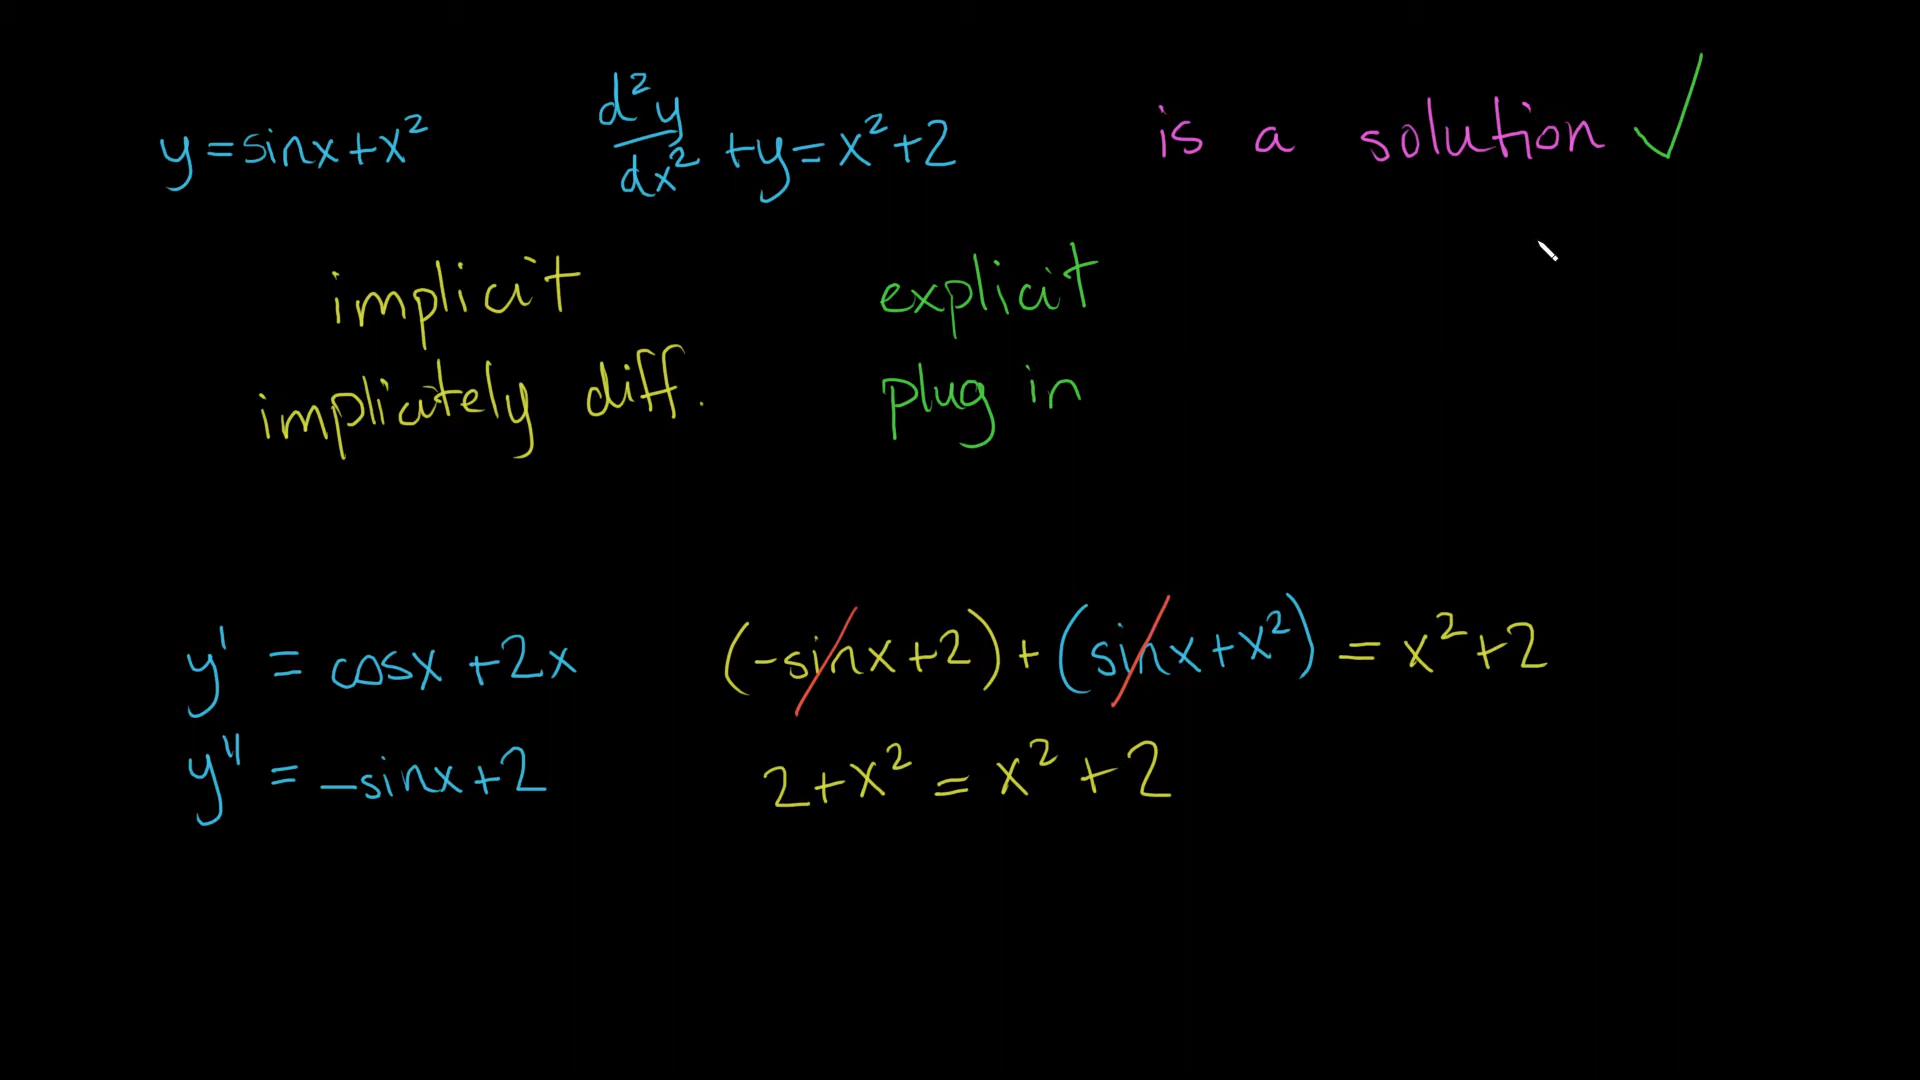 y = sinx + x² d²y/dx² + y = x² + 2 is a solution ✓
implicit explicit
implicitely diff. plug in
y' = cosx + 2x (-sinx + 2) + (sinx + x²) = x² + 2
y'' = -sinx + 2 2 + x² = x² + 2